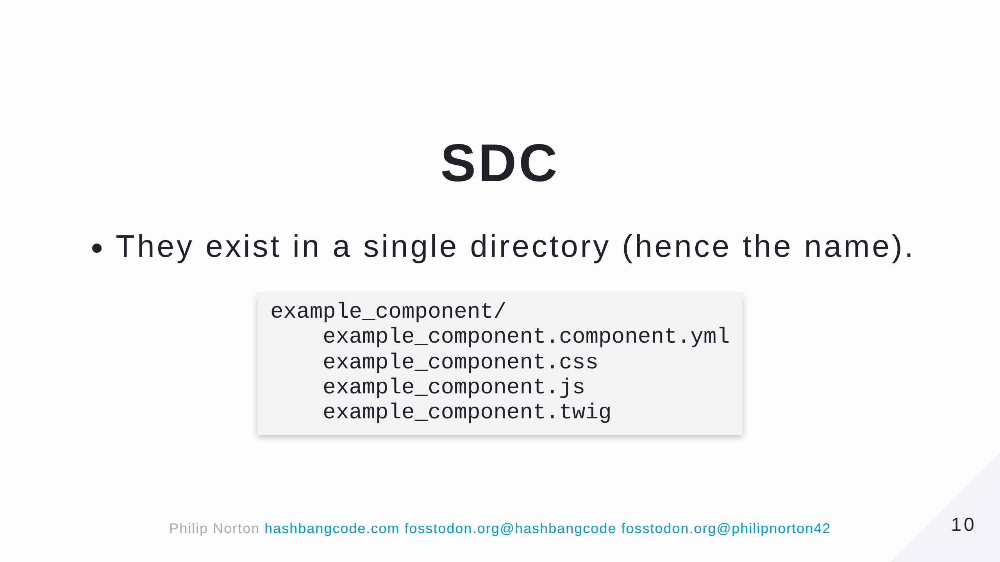 SDC
• They exist in a single directory (hence the name).
example_component/
    example_component.component.yml
    example_component.css
    example_component.js
    example_component.twig
Philip Norton hashbangcode.com fosstodon.org@hashbangcode fosstodon.org@philipnorton42
10